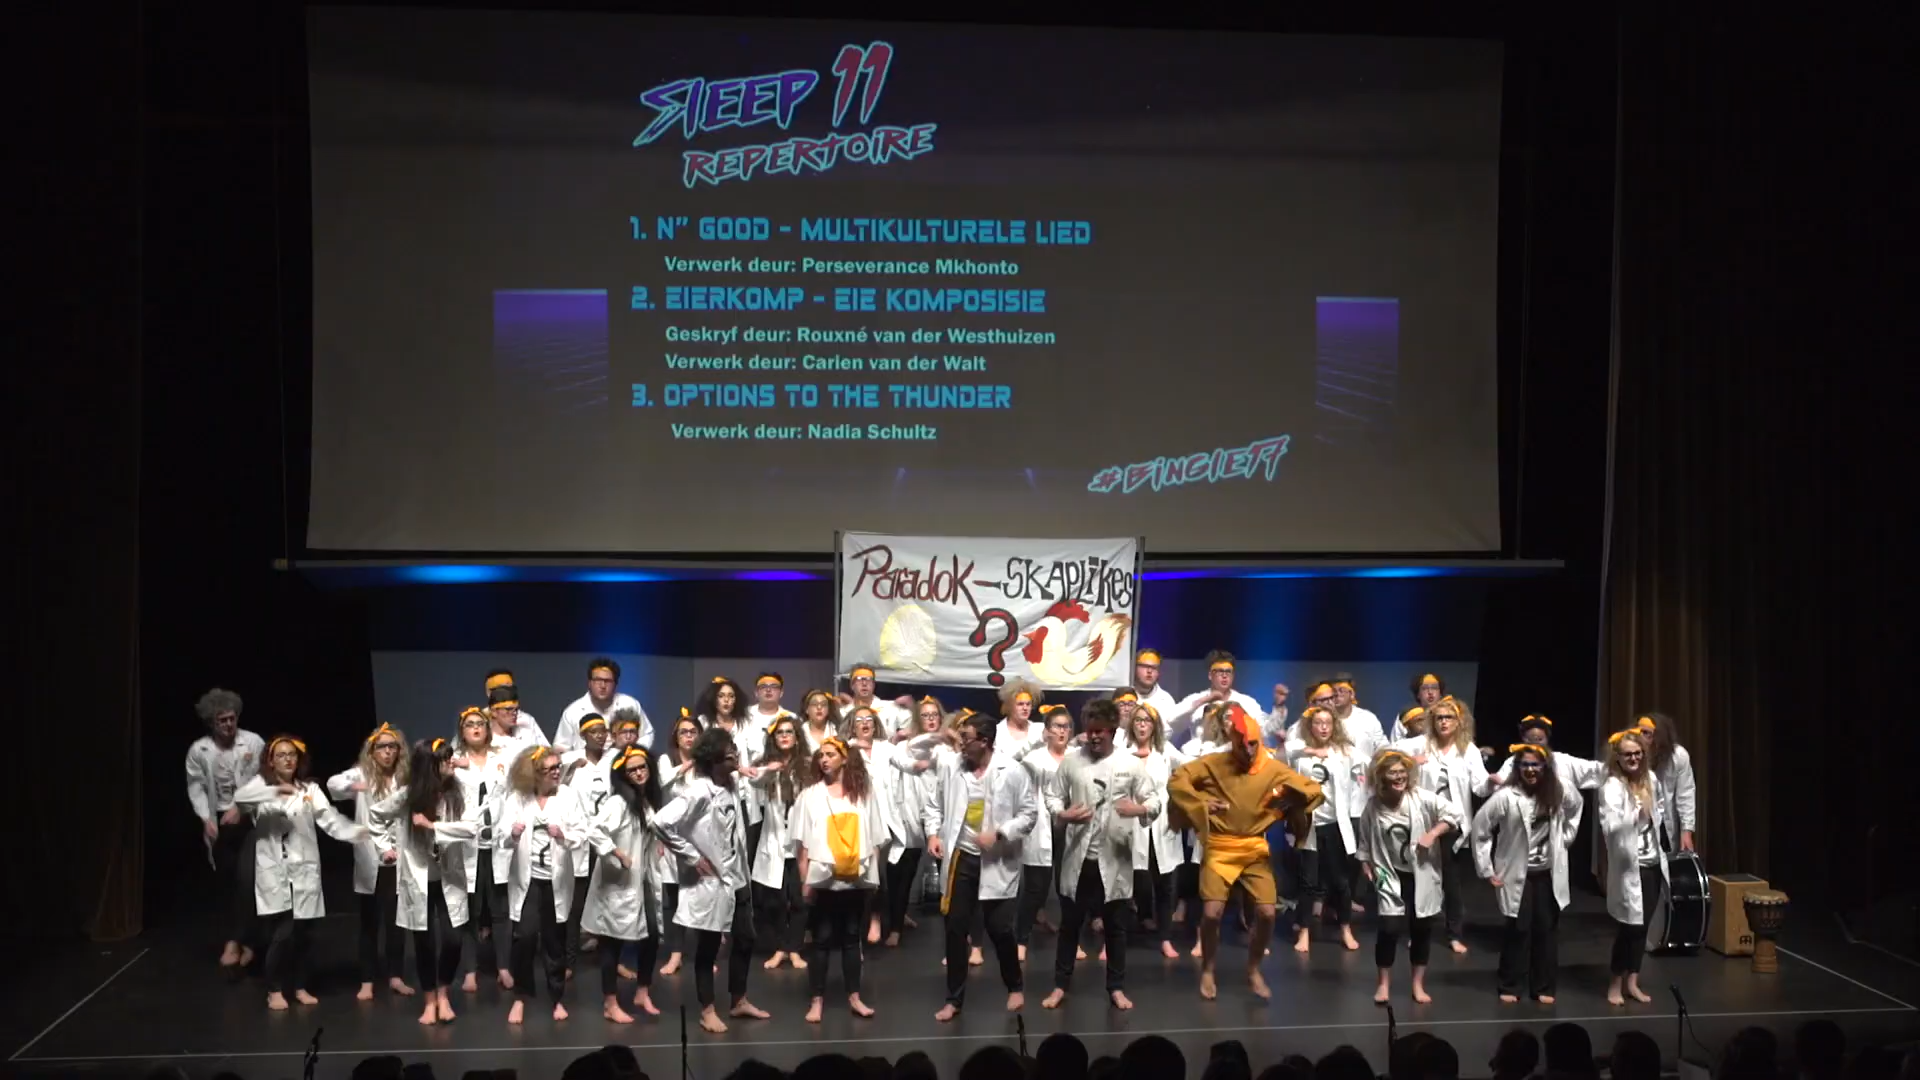 SLEEP 11
REPERTOIRE
1. N" GOOD - MULTIKULTURELE LIED
Verwerk deur: Perseverance Mkhonto
2. EIERKOMP - EIE KOMPOSISIE
Geskryf deur: Rouxné van der Westhuizen
Verwerk deur: Carien van der Walt
3. OPTIONS TO THE THUNDER
Verwerk deur: Nadia Schultz
#SINGIE17
Paradok-SKAPLIKES
?